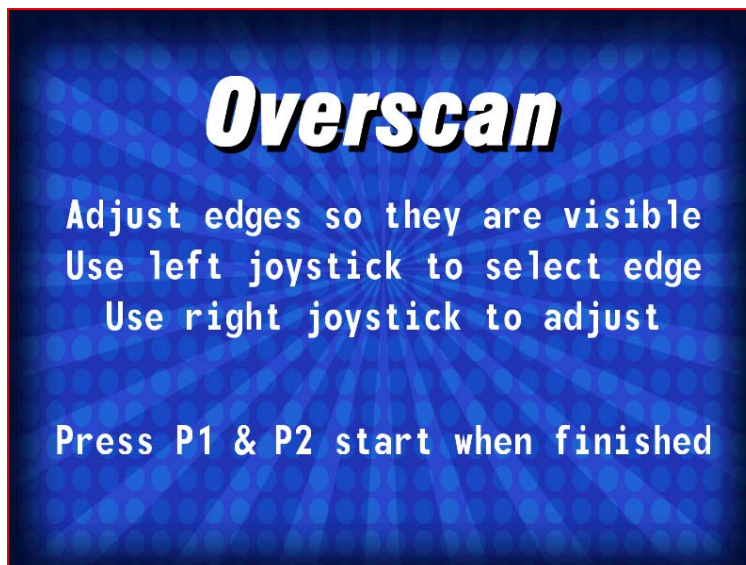 Overscan
Adjust edges so they are visible
Use left joystick to select edge
Use right joystick to adjust
Press P1 & P2 start when finished